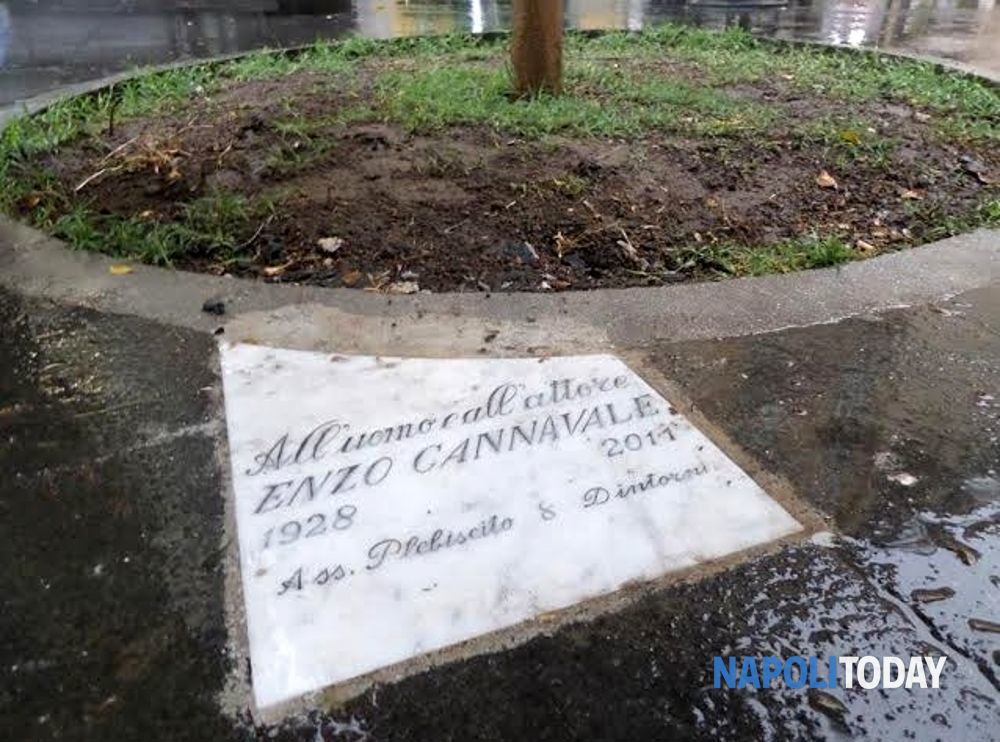 All'uomo e all'attore
ENZO CANNAVALE
1928 2011
Ass. Plebiscito & Dintorni
NAPOLITODAY